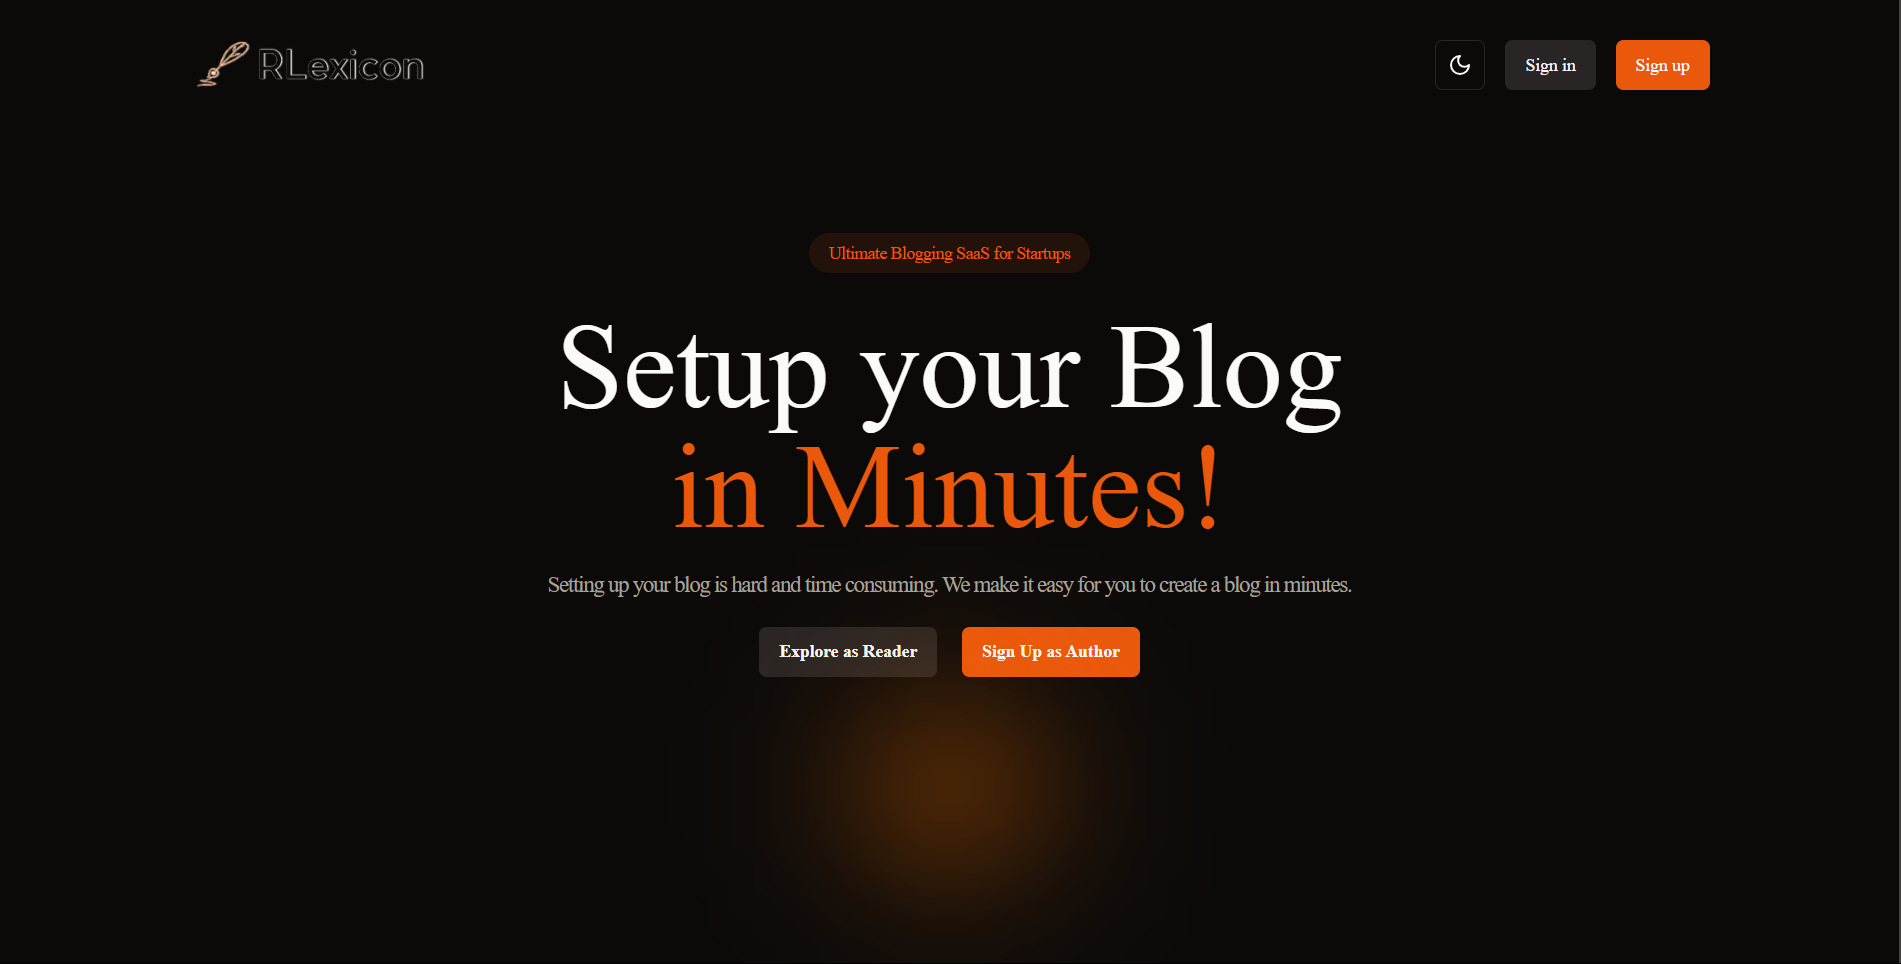 RLexicon
Sign in
Sign up
Ultimate Blogging SaaS for Startups
Setup your Blog
in Minutes!
Setting up your blog is hard and time consuming. We make it easy for you to create a blog in minutes.
Explore as Reader
Sign Up as Author